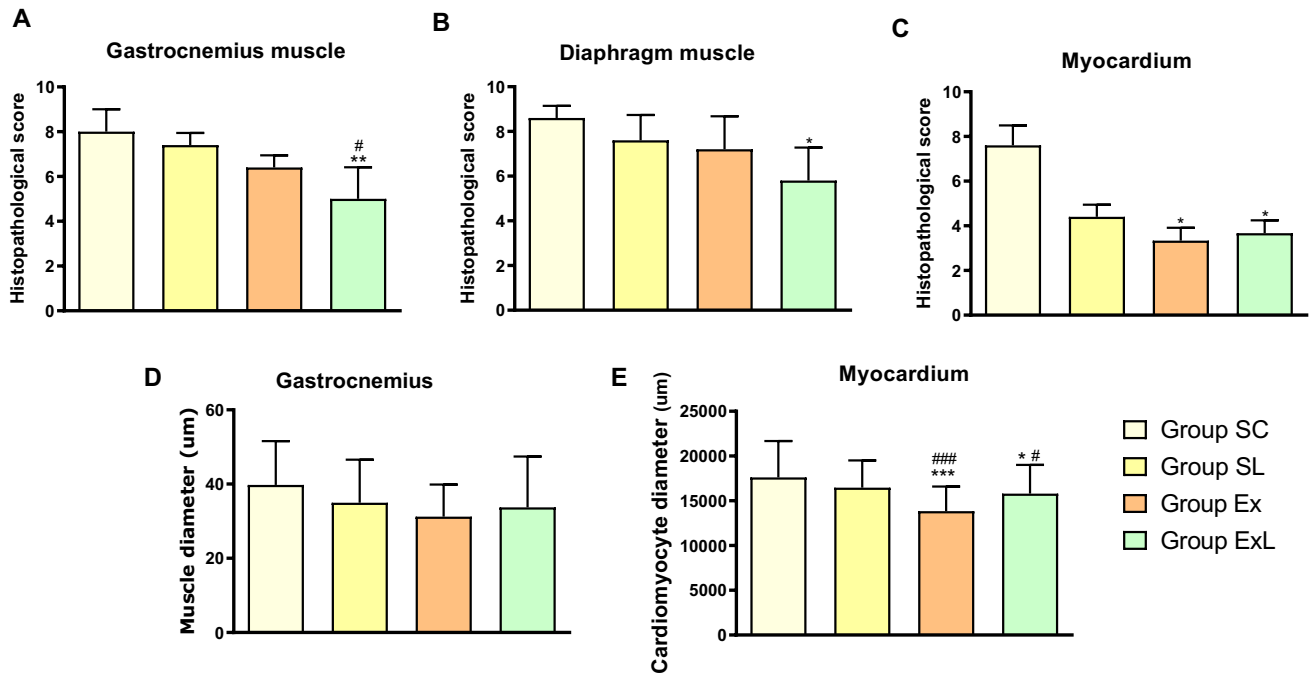 A
Gastrocnemius muscle
Histopathological score
10
8
6
4
2
0
#
**
B
Diaphragm muscle
Histopathological score
10
8
6
4
2
0
*
C
Myocardium
Histopathological score
10
8
6
4
2
0
*
*
D
Gastrocnemius
Muscle diameter (um)
60
40
20
0
E
Myocardium
Cardiomyocyte diameter (um)
25000
20000
15000
10000
5000
0
###
***
* #
Group SC
Group SL
Group Ex
Group ExL